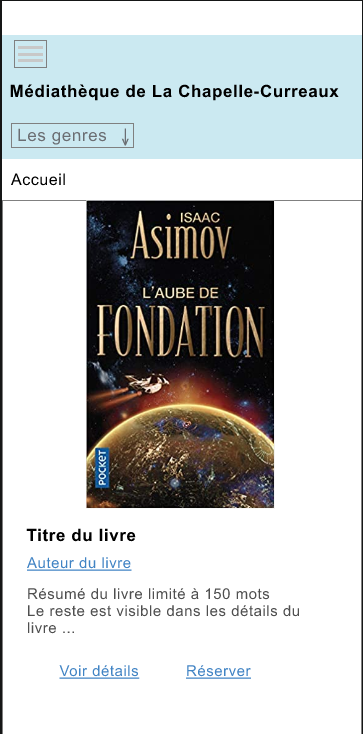 Médiathèque de La Chapelle-Curreaux
Les genres ↓
Accueil
ISAAC
Asimov
L'AUBE DE
FONDATION
POCKET
Titre du livre
Auteur du livre
Résumé du livre limité à 150 mots
Le reste est visible dans les détails du
livre ...
Voir détails Réserver